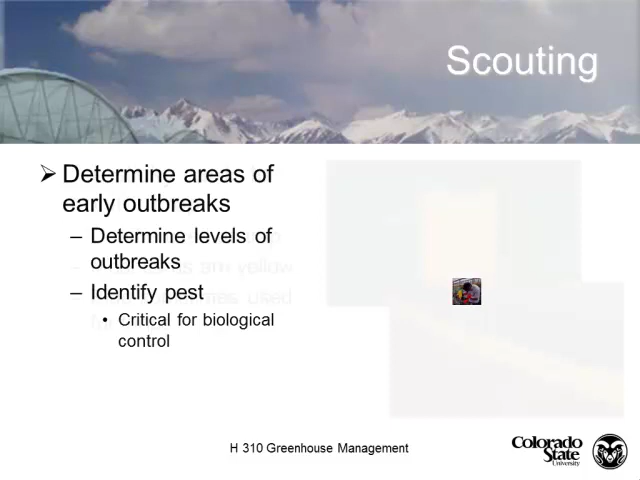 Scouting
➢ Determine areas of
early outbreaks
– Determine levels of
outbreaks
– Identify pest
• Critical for biological
control
H 310 Greenhouse Management
Colorado
State
University